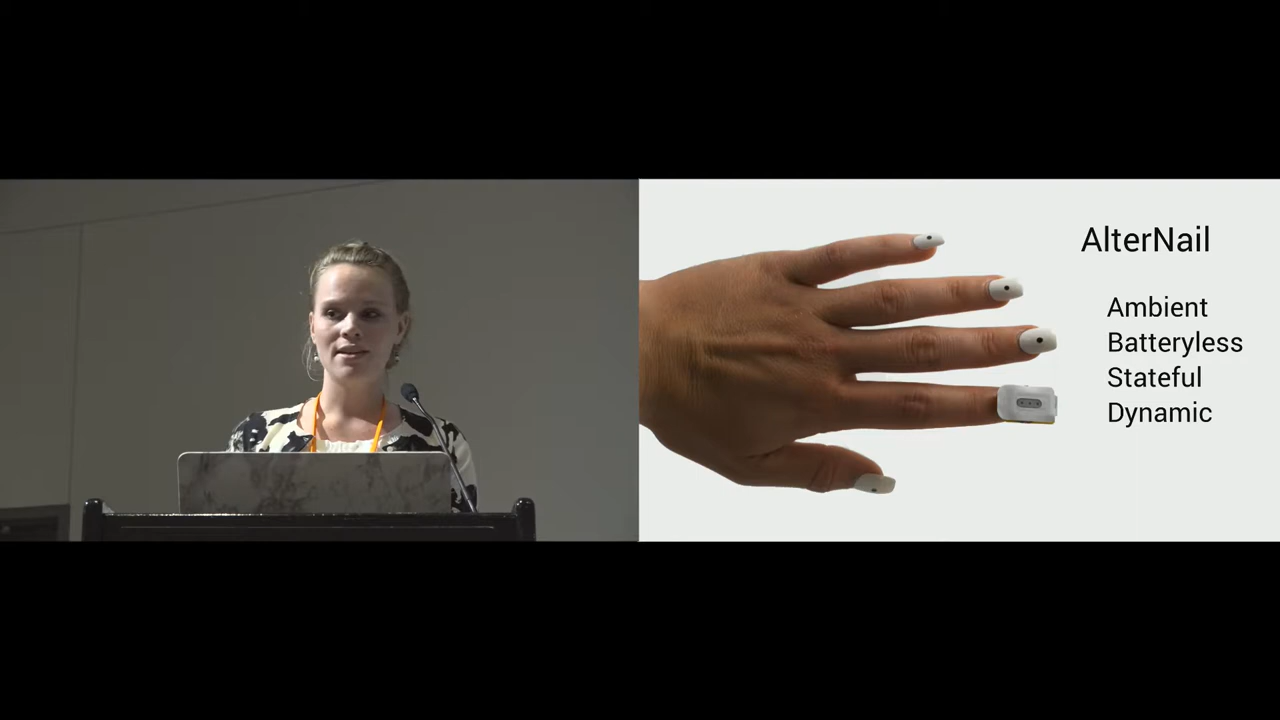 AlterNail
Ambient
Batteryless
Stateful
Dynamic